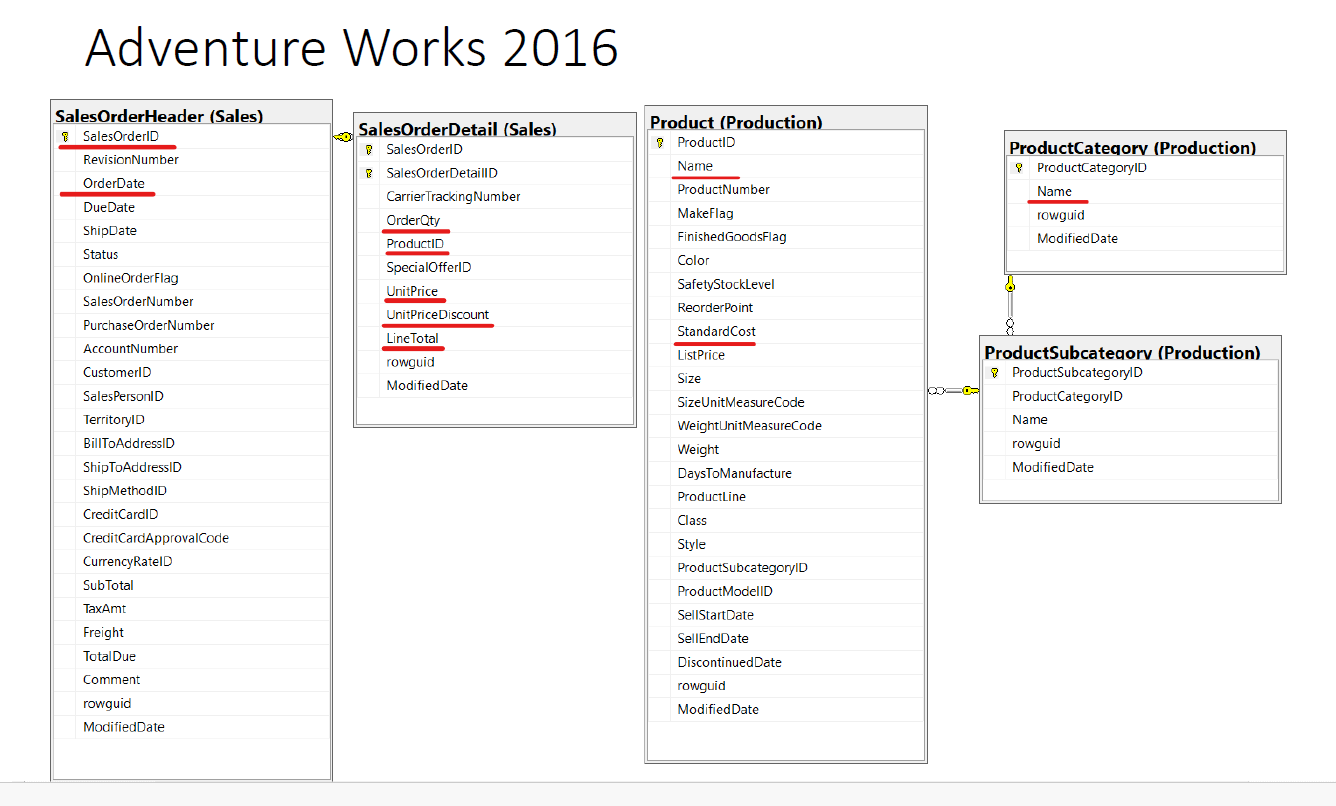 Adventure Works 2016
SalesOrderHeader (Sales)
SalesOrderID
RevisionNumber
OrderDate
DueDate
ShipDate
Status
OnlineOrderFlag
SalesOrderNumber
PurchaseOrderNumber
AccountNumber
CustomerID
SalesPersonID
TerritoryID
BillToAddressID
ShipToAddressID
ShipMethodID
CreditCardID
CreditCardApprovalCode
CurrencyRateID
SubTotal
TaxAmt
Freight
TotalDue
Comment
rowguid
ModifiedDate
SalesOrderDetail (Sales)
SalesOrderID
SalesOrderDetailID
CarrierTrackingNumber
OrderQty
ProductID
SpecialOfferID
UnitPrice
UnitPriceDiscount
LineTotal
rowguid
ModifiedDate
Product (Production)
ProductID
Name
ProductNumber
MakeFlag
FinishedGoodsFlag
Color
SafetyStockLevel
ReorderPoint
StandardCost
ListPrice
Size
SizeUnitMeasureCode
WeightUnitMeasureCode
Weight
DaysToManufacture
ProductLine
Class
Style
ProductSubcategoryID
ProductModelID
SellStartDate
SellEndDate
DiscontinuedDate
rowguid
ModifiedDate
ProductCategory (Production)
ProductCategoryID
Name
rowguid
ModifiedDate
ProductSubcategory (Production)
ProductSubcategoryID
ProductCategoryID
Name
rowguid
ModifiedDate